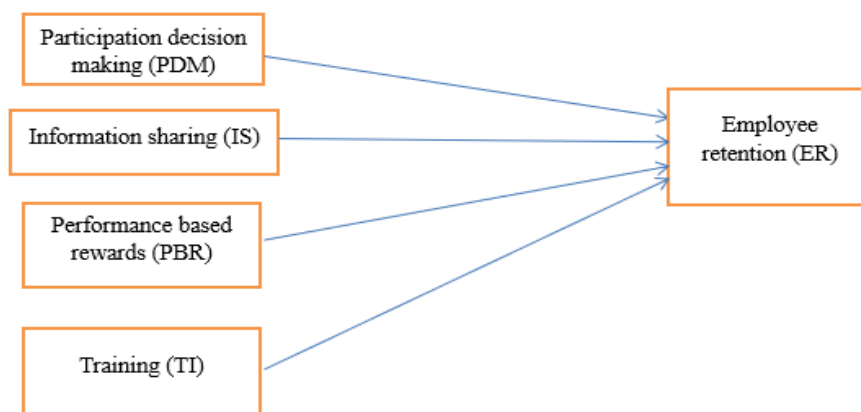 Participation decision
making (PDM)
Information sharing (IS)
Performance based
rewards (PBR)
Training (TI)
Employee
retention (ER)